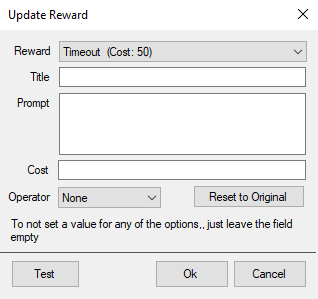 Update Reward
Reward Timeout (Cost: 50)
Title
Prompt
Cost
Operator None Reset to Original
To not set a value for any of the options,, just leave the field
empty
Test Ok Cancel